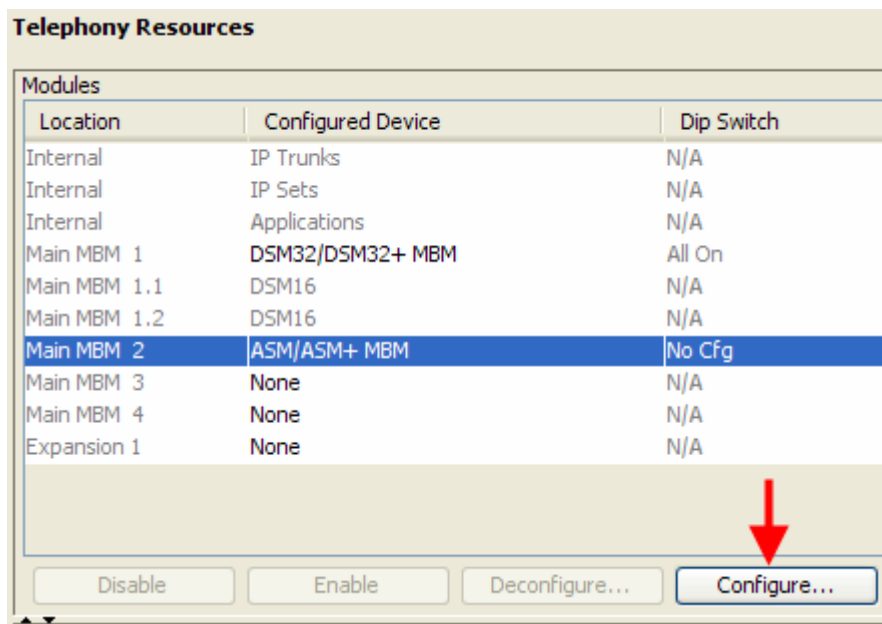 Telephony Resources
Modules
Location Configured Device Dip Switch
Internal IP Trunks N/A
Internal IP Sets N/A
Internal Applications N/A
Main MBM 1 DSM32/DSM32+ MBM All On
Main MBM 1.1 DSM16 N/A
Main MBM 1.2 DSM16 N/A
Main MBM 2 ASM/ASM+ MBM No Cfg
Main MBM 3 None N/A
Main MBM 4 None N/A
Expansion 1 None N/A
Disable Enable Deconfigure... Configure...